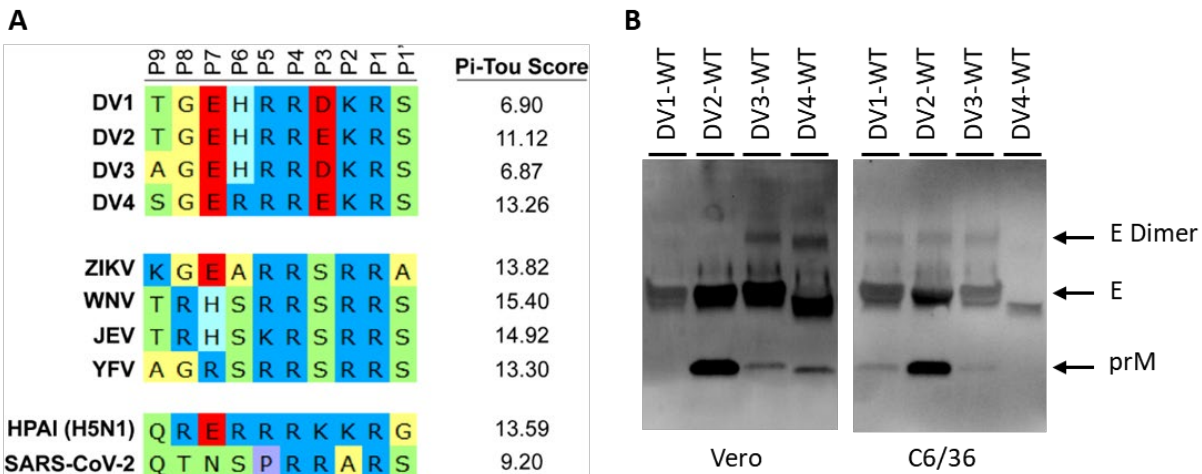 A
P9 P8 P7 P6 P5 P4 P3 P2 P1 P1' Pi-Tou Score
DV1 T G E H R R D K R S 6.90
DV2 T G E H R R E K R S 11.12
DV3 A G E H R R D K R S 6.87
DV4 S G E R R R E K R S 13.26
ZIKV K G E A R R S R R A 13.82
WNV T R H S R R S R R S 15.40
JEV T R H S K R S R R S 14.92
YFV A G R S R R S R R S 13.30
HPAI (H5N1) Q R E R R R K K R G 13.59
SARS-CoV-2 Q T N S P R R A R S 9.20
B
DV1-WT DV2-WT DV3-WT DV4-WT DV1-WT DV2-WT DV3-WT DV4-WT
E Dimer
E
prM
Vero C6/36